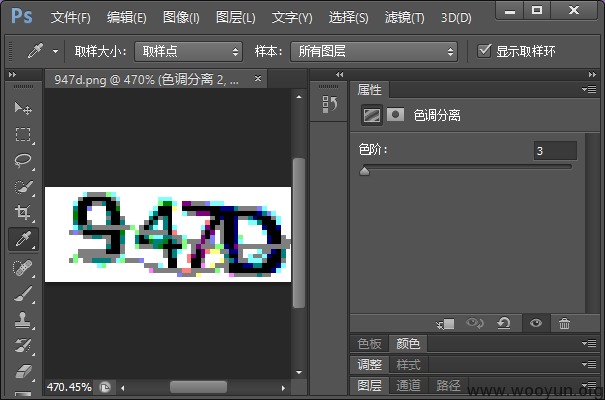 Ps 文件(F) 编辑(E) 图像(I) 图层(L) 文字(Y) 选择(S) 滤镜(T) 3D(D)
取样大小: 取样点 样本: 所有图层 显示取样环
947d.png @ 470% (色调分离 2, ... ×
属性
色调分离
色阶: 3
947D
色板 颜色
调整 样式
470.45% 图层 通道 路径
www.wooyun.org